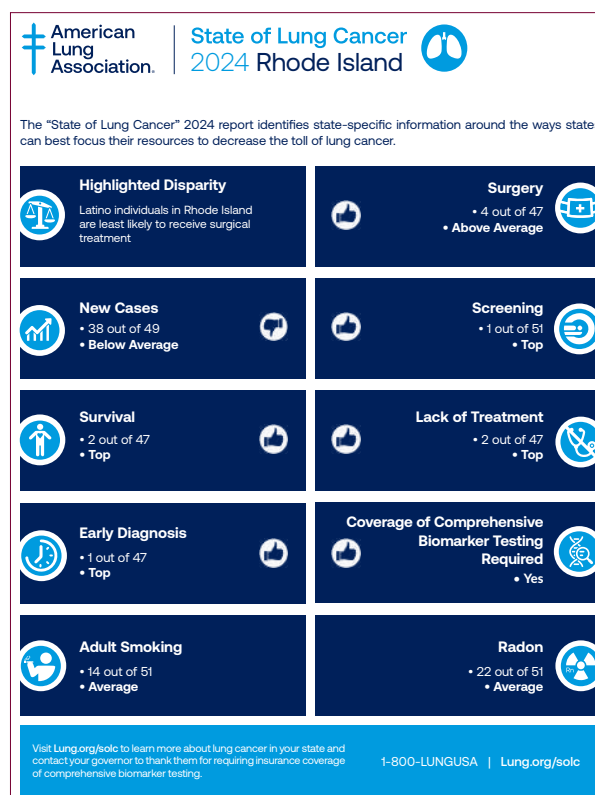 American
Lung
Association.
State of Lung Cancer
2024 Rhode Island
The “State of Lung Cancer” 2024 report identifies state-specific information around the ways state
can best focus their resources to decrease the toll of lung cancer.
Highlighted Disparity
Latino individuals in Rhode Island
are least likely to receive surgical
treatment
Surgery
• 4 out of 47
• Above Average
New Cases
• 38 out of 49
• Below Average
Screening
• 1 out of 51
• Top
Survival
• 2 out of 47
• Top
Lack of Treatment
• 2 out of 47
• Top
Early Diagnosis
• 1 out of 47
• Top
Coverage of Comprehensive
Biomarker Testing
Required
• Yes
Adult Smoking
• 14 out of 51
• Average
Radon
• 22 out of 51
• Average
Rn
Visit Lung.org/solc to learn more about lung cancer in your state and
contact your governor to thank them for requiring insurance coverage
of comprehensive biomarker testing.
1-800-LUNGUSA | Lung.org/solc